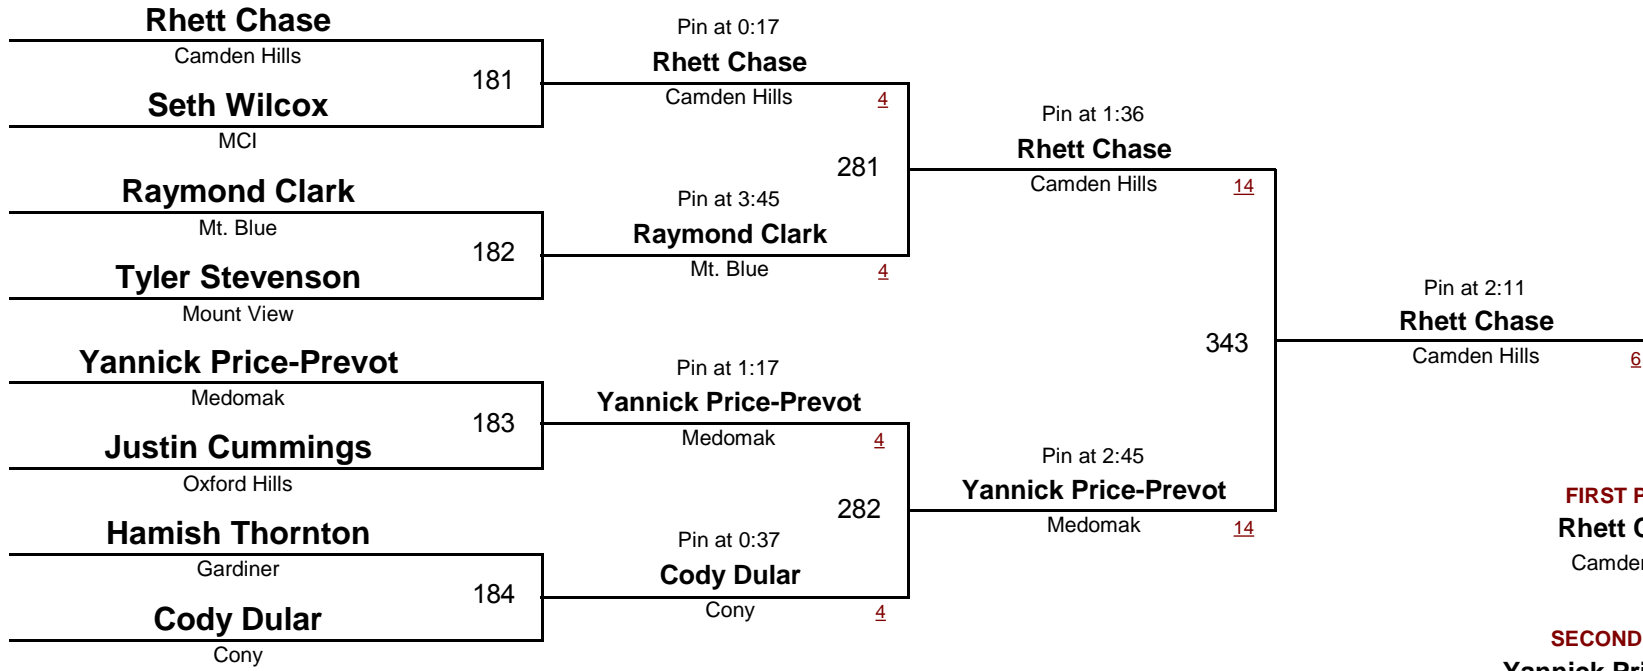 Rhett Chase
Camden Hills
181
Seth Wilcox
MCI
Raymond Clark
Mt. Blue
182
Tyler Stevenson
Mount View
Yannick Price-Prevot
Medomak
183
Justin Cummings
Oxford Hills
Hamish Thornton
Gardiner
184
Cody Dular
Cony
Pin at 0:17
Rhett Chase
Camden Hills 4
281
Pin at 3:45
Raymond Clark
Mt. Blue 4
Pin at 1:17
Yannick Price-Prevot
Medomak 4
282
Pin at 0:37
Cody Dular
Cony 4
Pin at 1:36
Rhett Chase
Camden Hills 14
343
Pin at 2:45
Yannick Price-Prevot
Medomak 14
Pin at 2:11
Rhett Chase
Camden Hills 6
FIRST
Rhett
SECOND
Yannick